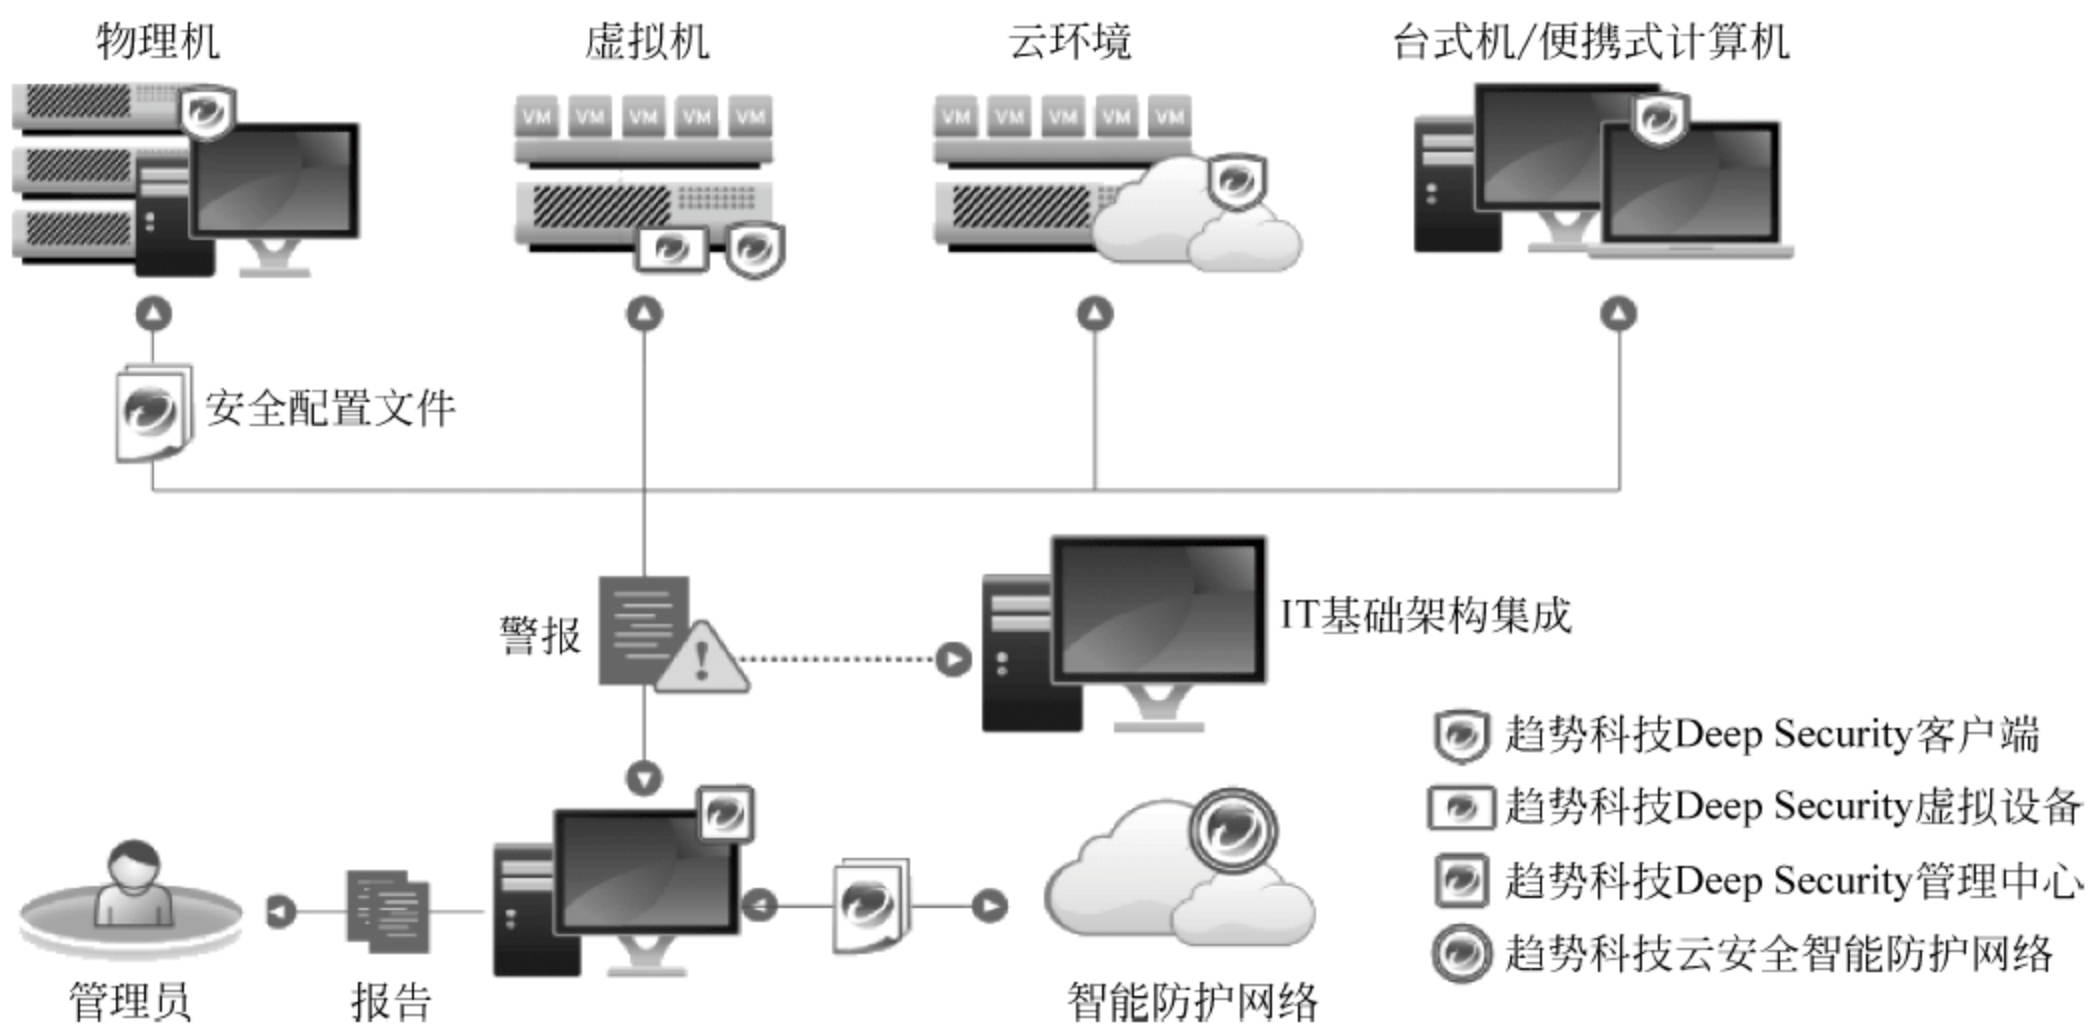 物理机
虚拟机
云环境
台式机/便携式计算机
VM VM VM VM VM
VM VM VM VM VM
安全配置文件
警报
IT基础架构集成
趋势科技Deep Security客户端
趋势科技Deep Security虚拟设备
趋势科技Deep Security管理中心
趋势科技云安全智能防护网络
管理员
报告
智能防护网络